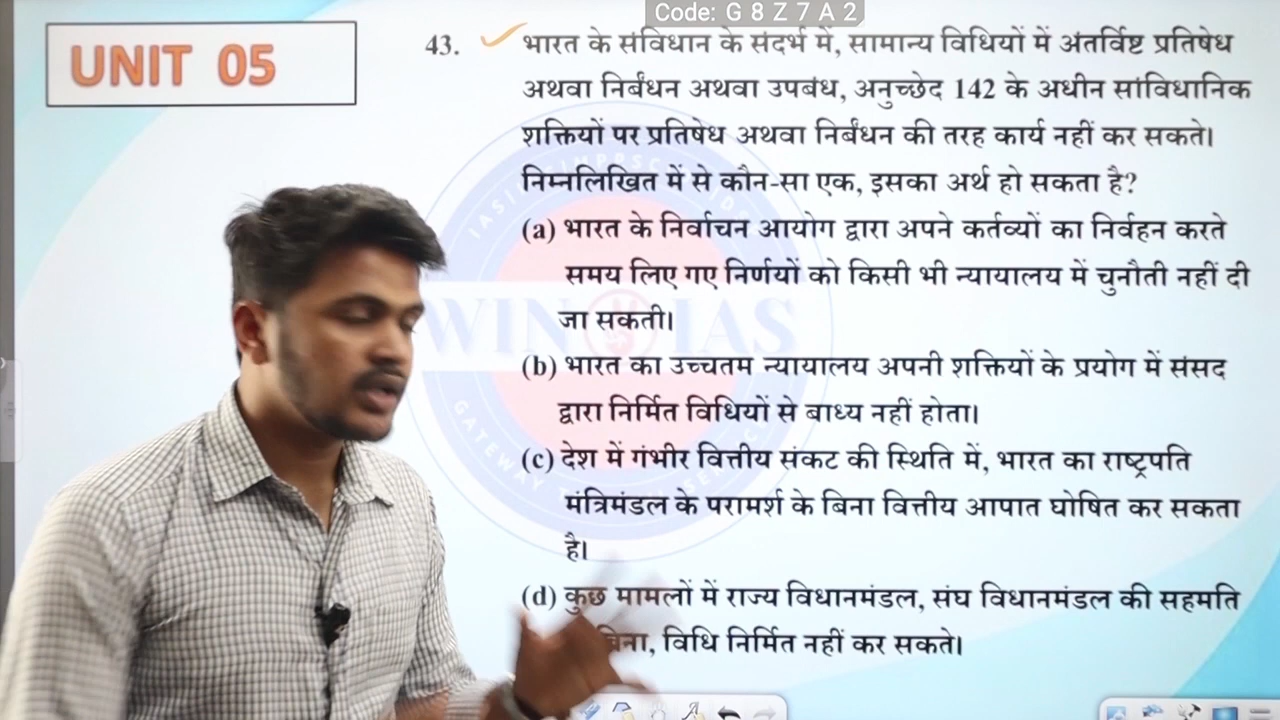 Code: G 8 Z 7 A 2
UNIT 05
43. भारत के संविधान के संदर्भ में, सामान्य विधियों में अंतर्विष्ट प्रतिषेध
अथवा निर्बंधन अथवा उपबंध, अनुच्छेद 142 के अधीन सांविधानिक
शक्तियों पर प्रतिषेध अथवा निर्बंधन की तरह कार्य नहीं कर सकते।
निम्नलिखित में से कौन-सा एक, इसका अर्थ हो सकता है?
(a) भारत के निर्वाचन आयोग द्वारा अपने कर्तव्यों का निर्वहन करते
समय लिए गए निर्णयों को किसी भी न्यायालय में चुनौती नहीं दी
जा सकती।
(b) भारत का उच्चतम न्यायालय अपनी शक्तियों के प्रयोग में संसद
द्वारा निर्मित विधियों से बाध्य नहीं होता।
(c) देश में गंभीर वित्तीय संकट की स्थिति में, भारत का राष्ट्रपति
मंत्रिमंडल के परामर्श के बिना वित्तीय आपात घोषित कर सकता
है।
(d) कुछ मामलों में राज्य विधानमंडल, संघ विधानमंडल की सहमति
बिना, विधि निर्मित नहीं कर सकते।
WIN IAS
GATEWAY